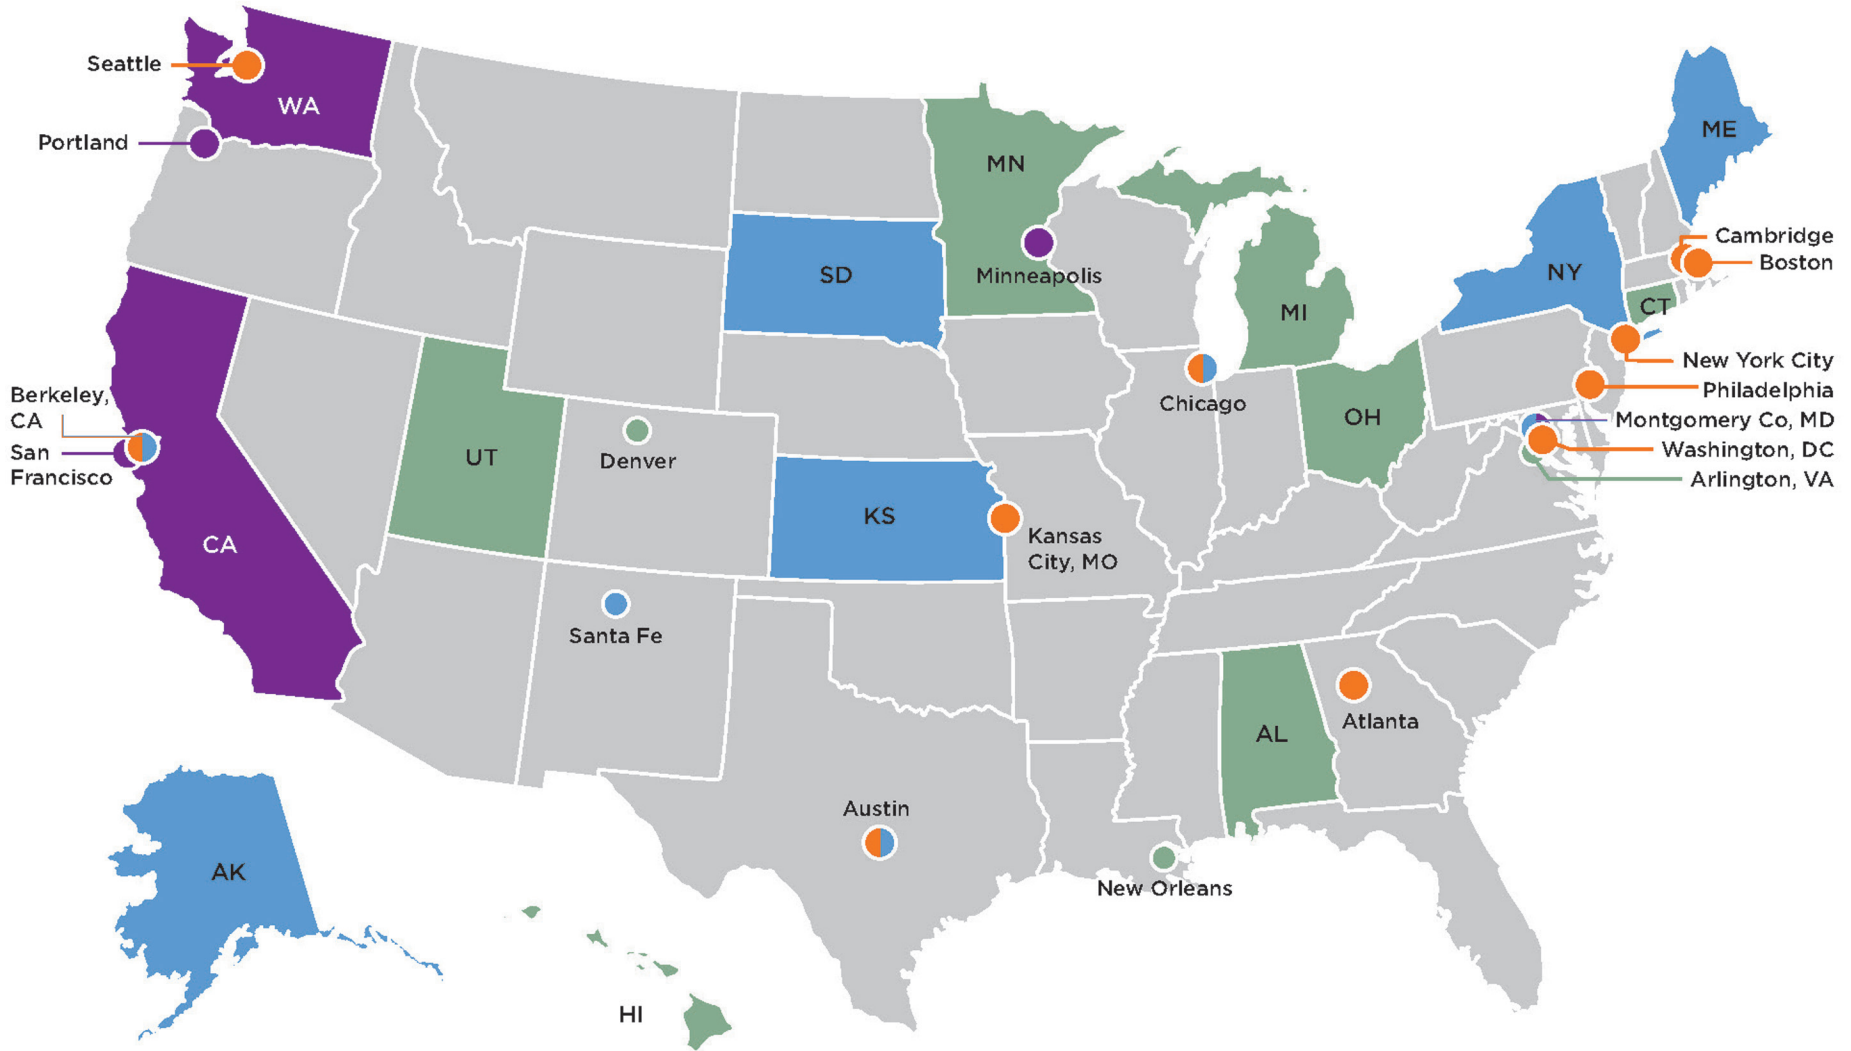 Seattle
WA
Portland
MN
ME
Cambridge
Boston
SD
Minneapolis
NY
MI
CT
New York City
Philadelphia
Berkeley,
CA
San
Francisco
Chicago
OH
Montgomery Co, MD
Washington, DC
Arlington, VA
UT
Denver
KS
Kansas
City, MO
CA
Santa Fe
AL
Atlanta
Austin
New Orleans
AK
HI